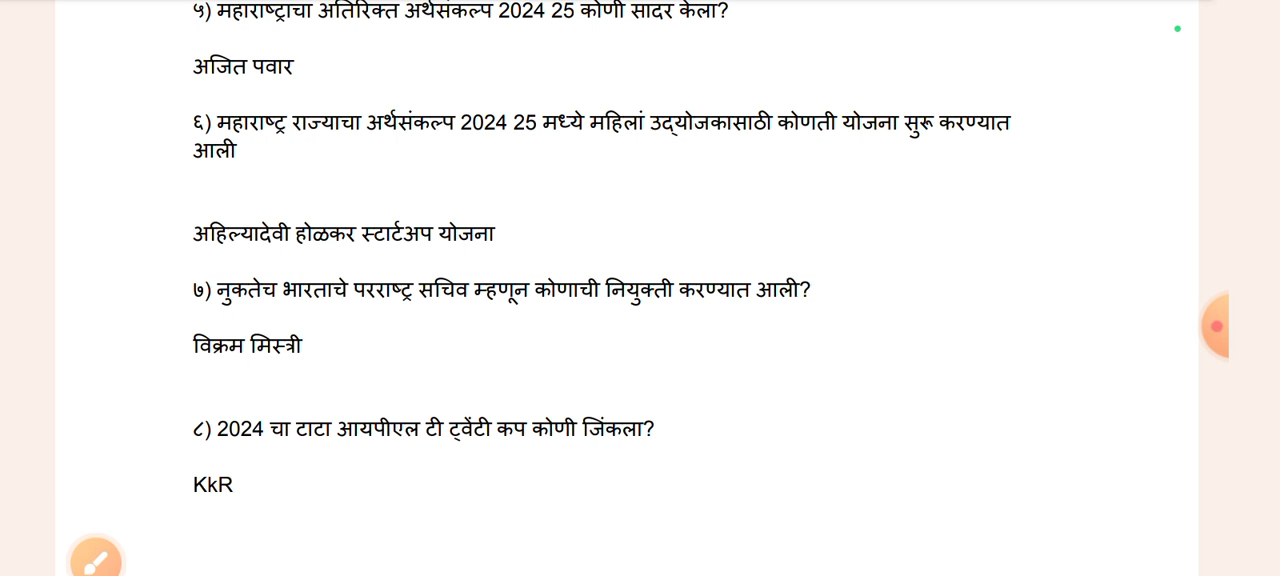 ५) महाराष्ट्राचा अतिरिक्त अर्थसंकल्प 2024 25 कोणी सादर केला?
अजित पवार
६) महाराष्ट्र राज्याचा अर्थसंकल्प 2024 25 मध्ये महिलां उद्योजकासाठी कोणती योजना सुरू करण्यात
आली
अहिल्यादेवी होळकर स्टार्टअप योजना
७) नुकतेच भारताचे परराष्ट्र सचिव म्हणून कोणाची नियुक्ती करण्यात आली?
विक्रम मिस्त्री
८) 2024 चा टाटा आयपीएल टी ट्वेंटी कप कोणी जिंकला?
KkR